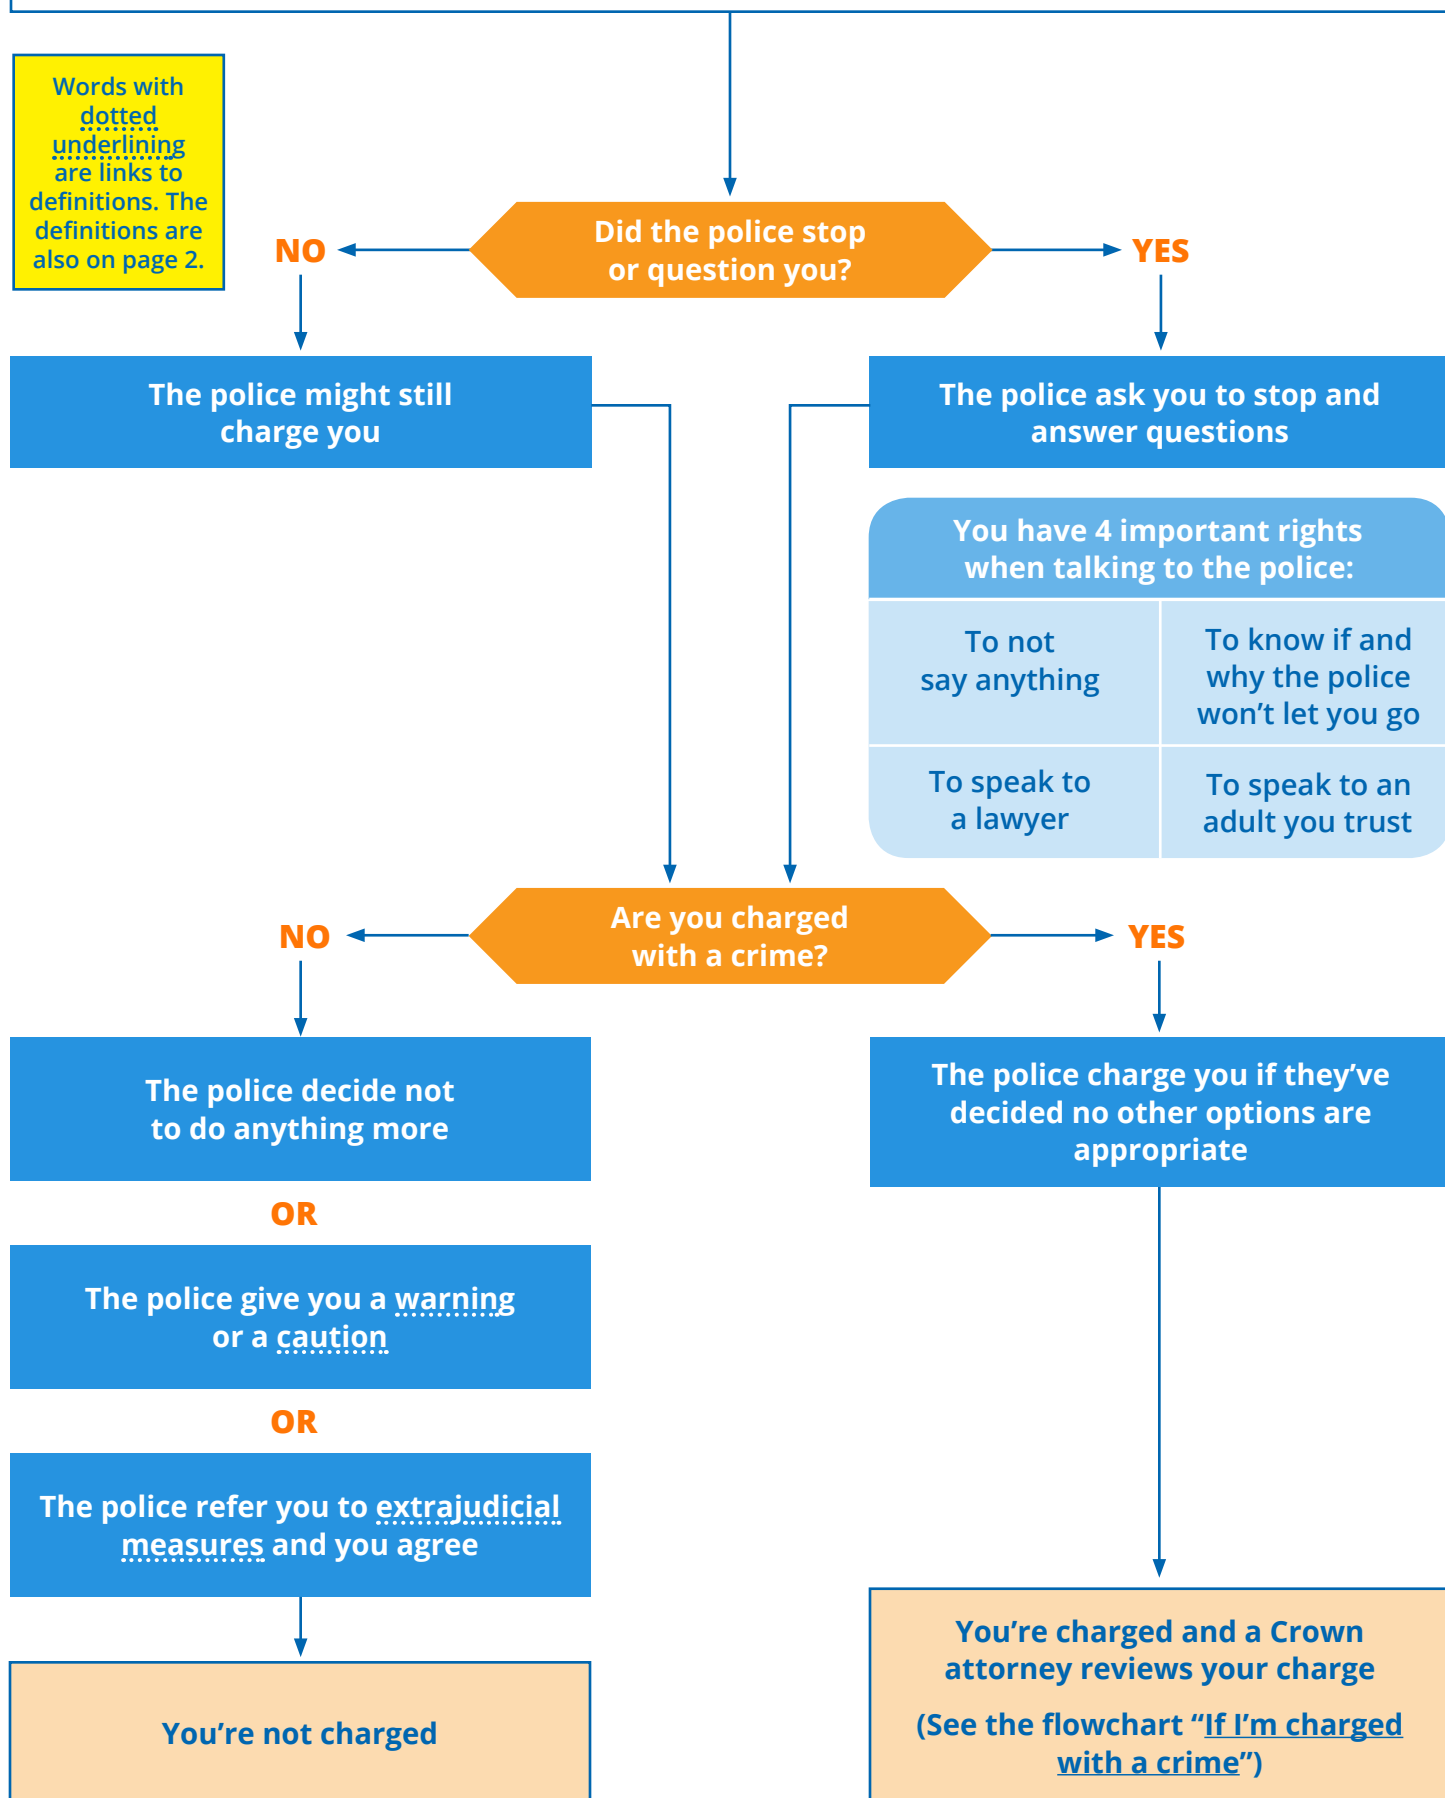 Words with
dotted
underlining
are links to
definitions. The
definitions are
also on page 2.
Did the police stop
or question you?
NO
YES
The police might still
charge you
The police ask you to stop and
answer questions
You have 4 important rights
when talking to the police:
To not
say anything
To know if and
why the police
won't let you go
To speak to
a lawyer
To speak to an
adult you trust
Are you charged
with a crime?
NO
YES
The police decide not
to do anything more
OR
The police give you a warning
or a caution
OR
The police refer you to extrajudicial
measures and you agree
You're not charged
The police charge you if they've
decided no other options are
appropriate
You're charged and a Crown
attorney reviews your charge
(See the flowchart “If I'm charged
with a crime”)